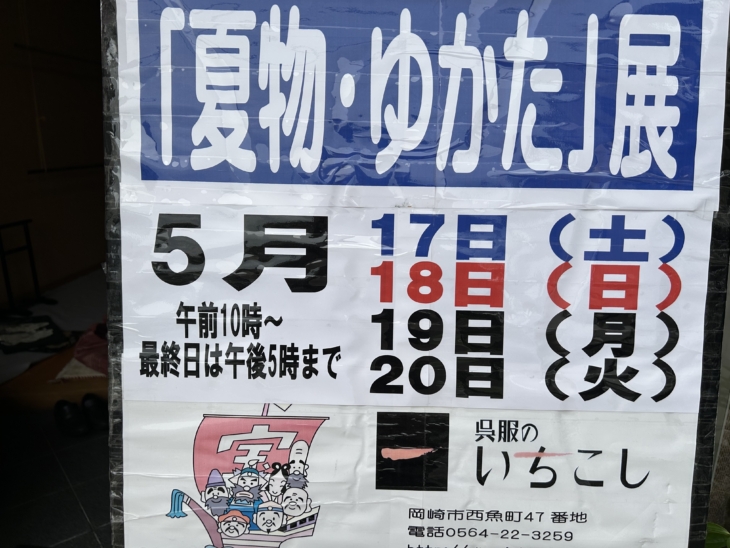 「夏物・ゆかた」展
5月
午前10時～
最終日は午後5時まで
17日（土）
18日（日）
19日（月）
20日（火）
宝
呉服の
いちこし
岡崎市西魚町47番地
電話0564-22-3259